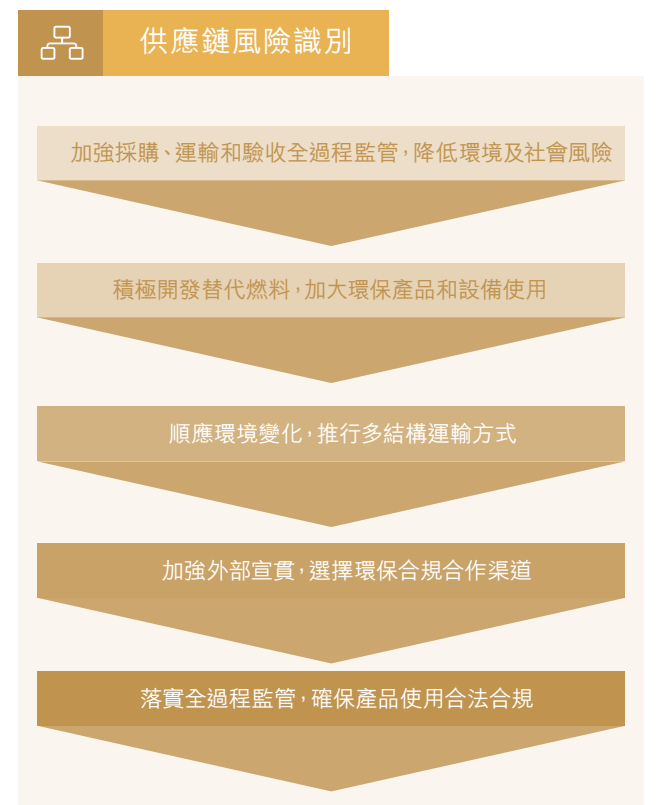 供應鏈風險識別
加強採購、運輸和驗收全過程監管，降低環境及社會風險
積極開發替代燃料，加大環保產品和設備使用
順應環境變化，推行多結構運輸方式
加強外部宣貫，選擇環保合規合作渠道
落實全過程監管，確保產品使用合法合規